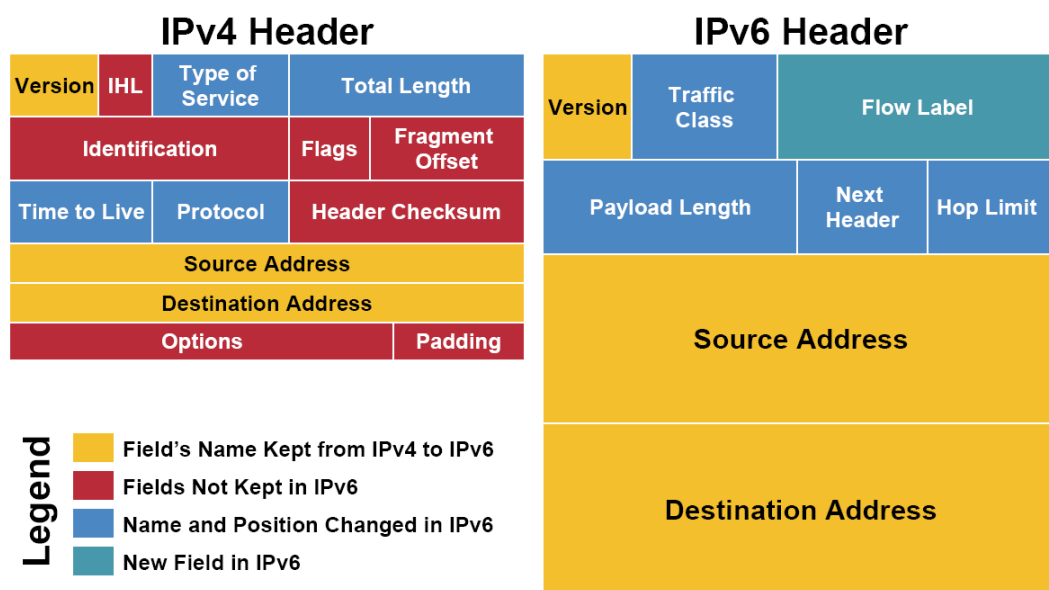 IPv4 Header
Version
IHL
Type of
Service
Total Length
Identification
Flags
Fragment
Offset
Time to Live
Protocol
Header Checksum
Source Address
Destination Address
Options
Padding
IPv6 Header
Version
Traffic
Class
Flow Label
Payload Length
Next
Header
Hop Limit
Source Address
Destination Address
Legend
Field's Name Kept from IPv4 to IPv6
Fields Not Kept in IPv6
Name and Position Changed in IPv6
New Field in IPv6